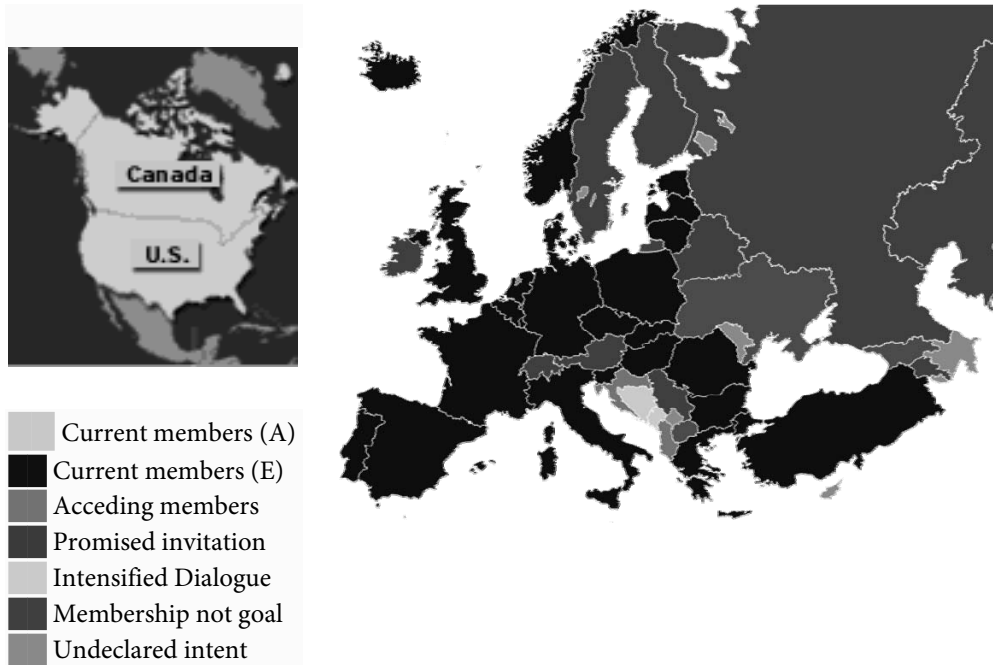 Canada
U.S.
Current members (A)
Current members (E)
Acceding members
Promised invitation
Intensified Dialogue
Membership not goal
Undeclared intent